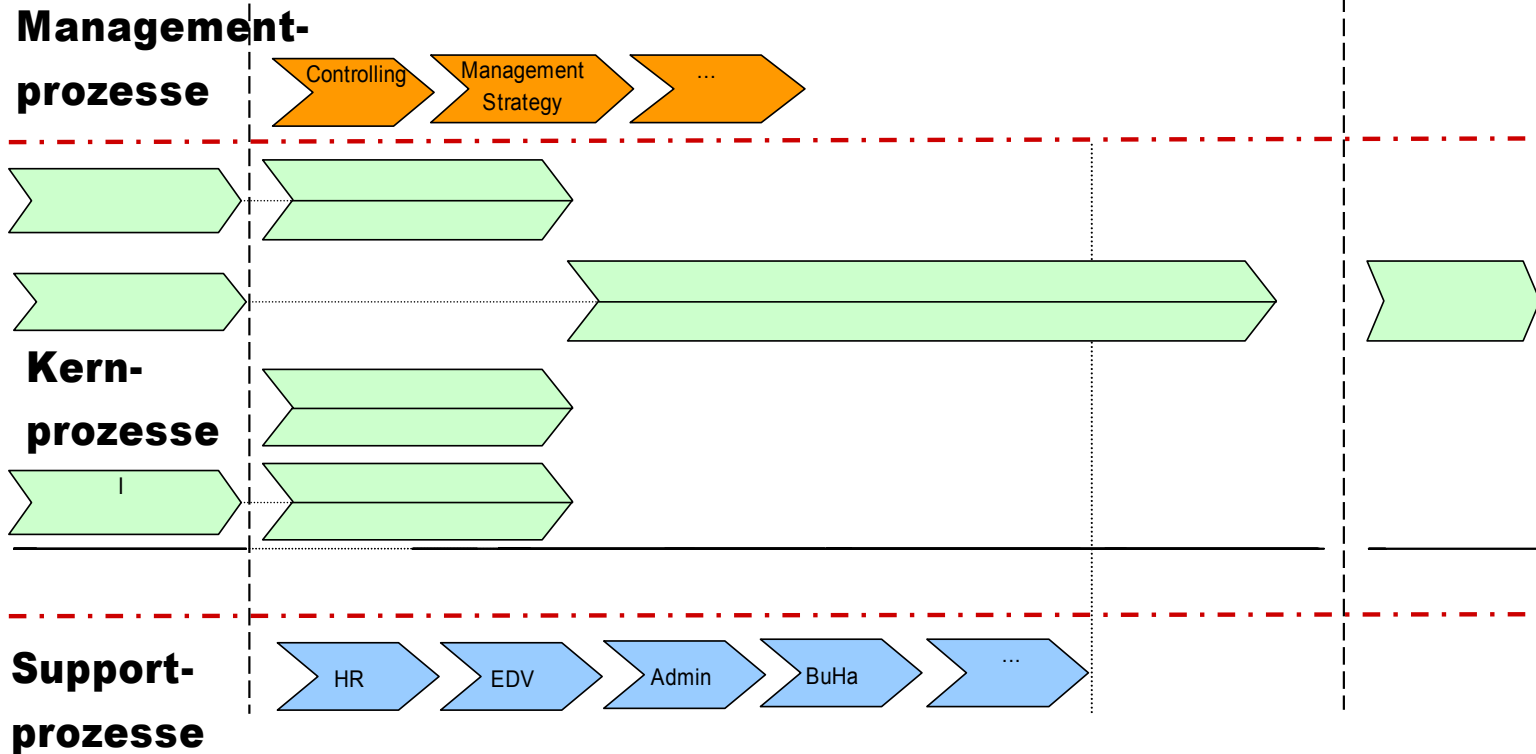 Management-
prozesse
Controlling
Management
Strategy
...
Kern-
prozesse
I
Support-
prozesse
HR
EDV
Admin
BuHa
...